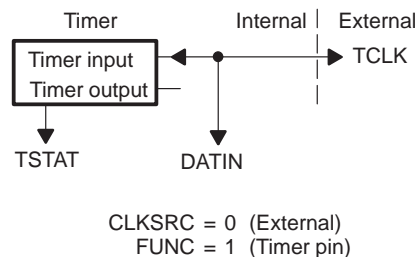 Timer Internal External
Timer input TCLK
Timer output
TSTAT DATIN
CLKSRC = 0 (External)
FUNC = 1 (Timer pin)